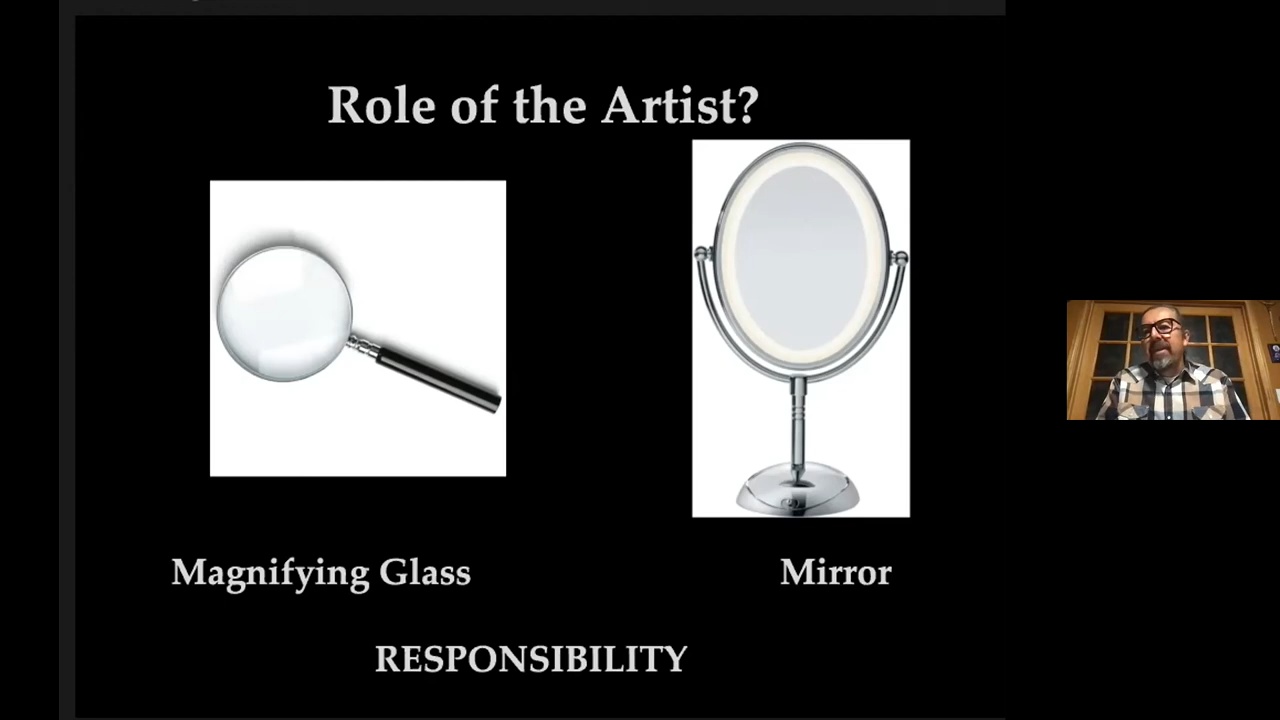 Role of the Artist?
Magnifying Glass
Mirror
RESPONSIBILITY